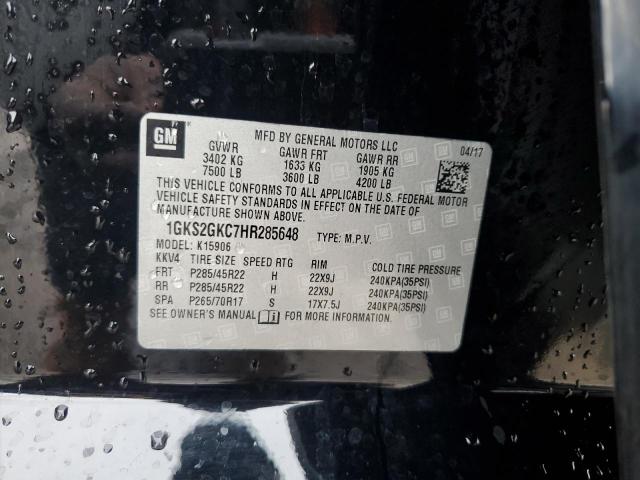 GM
MFD BY GENERAL MOTORS LLC
04/17
GVWR GAWR FRT GAWR RR
3402 KG 1633 KG 1905 KG
7500 LB 3600 LB 4200 LB
THIS VEHICLE CONFORMS TO ALL APPLICABLE U.S. FEDERAL MOTOR
VEHICLE SAFETY STANDARDS IN EFFECT ON THE DATE OF
MANUFACTURE SHOWN ABOVE.
1GKS2GKC7HR285648 TYPE: M.P.V.
MODEL: K15906
KKV4 TIRE SIZE SPEED RTG RIM COLD TIRE PRESSURE
FRT P285/45R22 H 22X9J 240KPA(35PSI)
RR P285/45R22 H 22X9J 240KPA(35PSI)
SPA P265/70R17 S 17X7.5J 240KPA(35PSI)
SEE OWNER'S MANUAL FOR MORE INFORMATION.